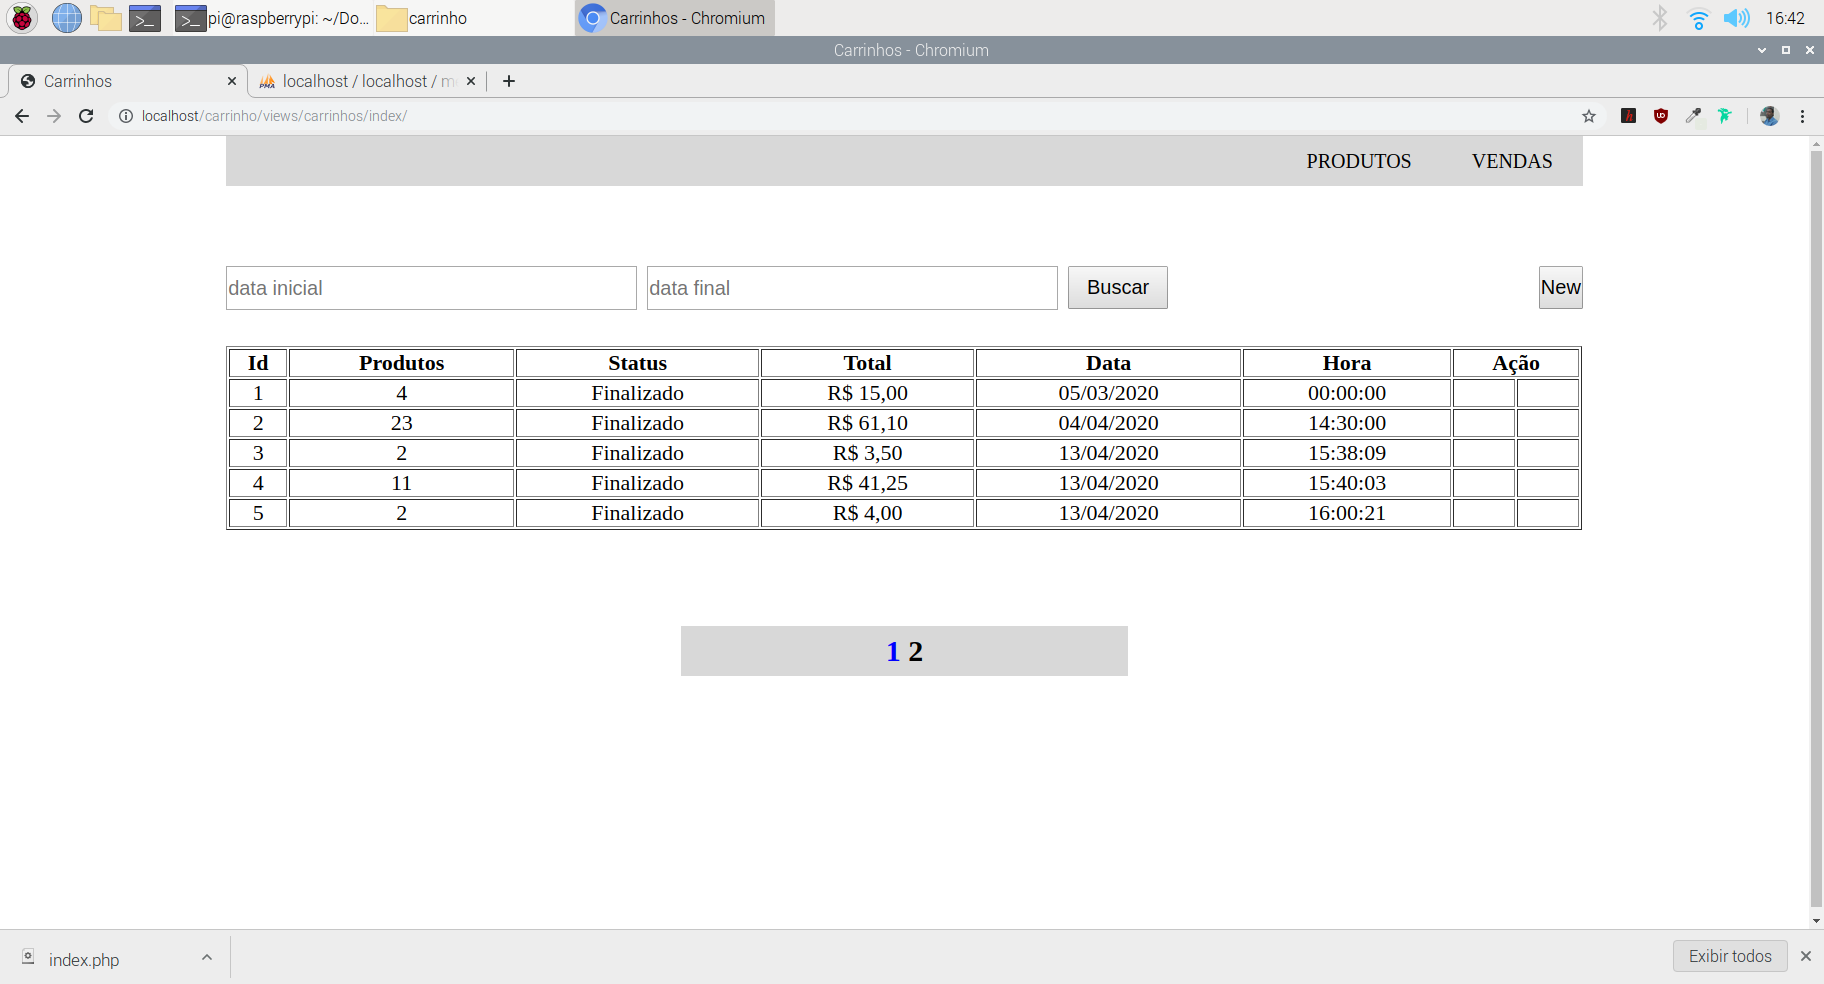 pi@raspberrypi: ~/Do... carrinho Carrinhos - Chromium 16:42
Carrinhos - Chromium
Carrinhos localhost / localhost / m
localhost/carrinho/views/carrinhos/index/
PRODUTOS VENDAS
data inicial data final Buscar New
Id Produtos Status Total Data Hora Ação
1 4 Finalizado R$ 15,00 05/03/2020 00:00:00
2 23 Finalizado R$ 61,10 04/04/2020 14:30:00
3 2 Finalizado R$ 3,50 13/04/2020 15:38:09
4 11 Finalizado R$ 41,25 13/04/2020 15:40:03
5 2 Finalizado R$ 4,00 13/04/2020 16:00:21
1 2
index.php Exibir todos